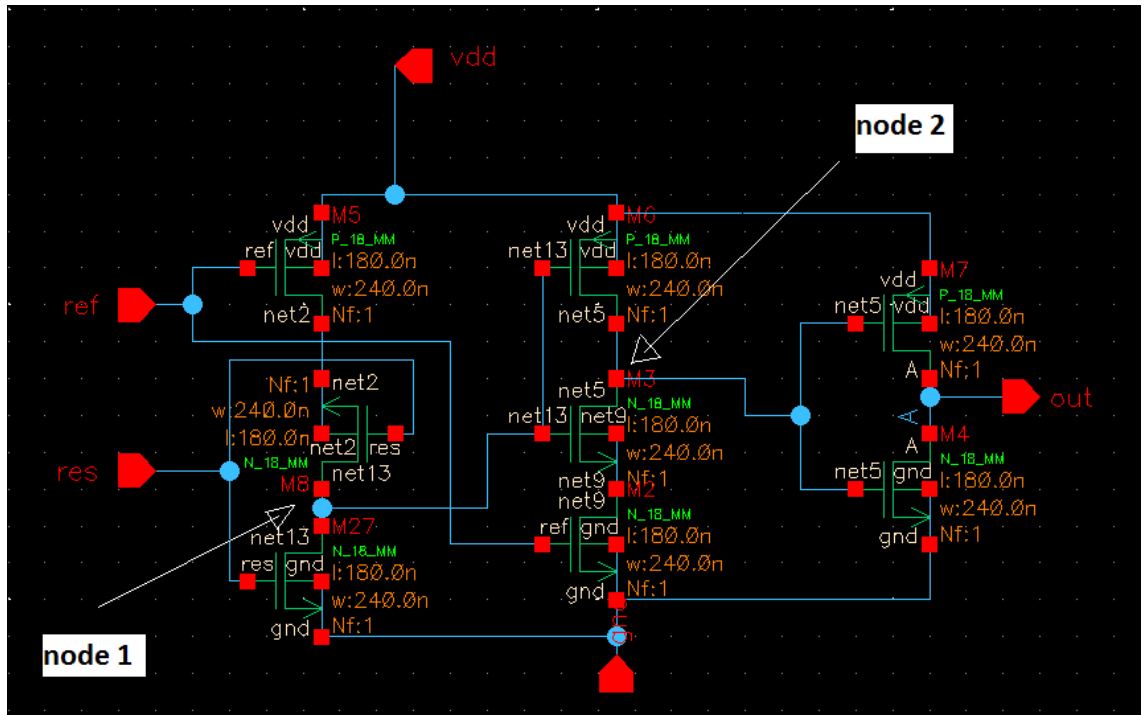 vdd
node 2
M5
vdd
P_18_MM
ref vdd
l:180.0n
w:240.0n
net2 Nf:1
M6
vdd
P_18_MM
net13 vdd
l:180.0n
w:240.0n
net5 Nf:1
M7
vdd
P_18_MM
net5 vdd
l:180.0n
w:240.0n
A Nf:1
ref
Nf:1 net2
w:240.0n
l:180.0n
net2 res
N_18_MM net13
M8
res
M3
net5
N_18_MM
net13 net9
l:180.0n
w:240.0n
net9 Nf:1
A
out
M4
A
N_18_MM
net5 gnd
l:180.0n
w:240.0n
gnd Nf:1
M27
net13
N_18_MM
res gnd
l:180.0n
w:240.0n
gnd Nf:1
M2
net9
N_18_MM
ref gnd
l:180.0n
w:240.0n
gnd Nf:1
node 1